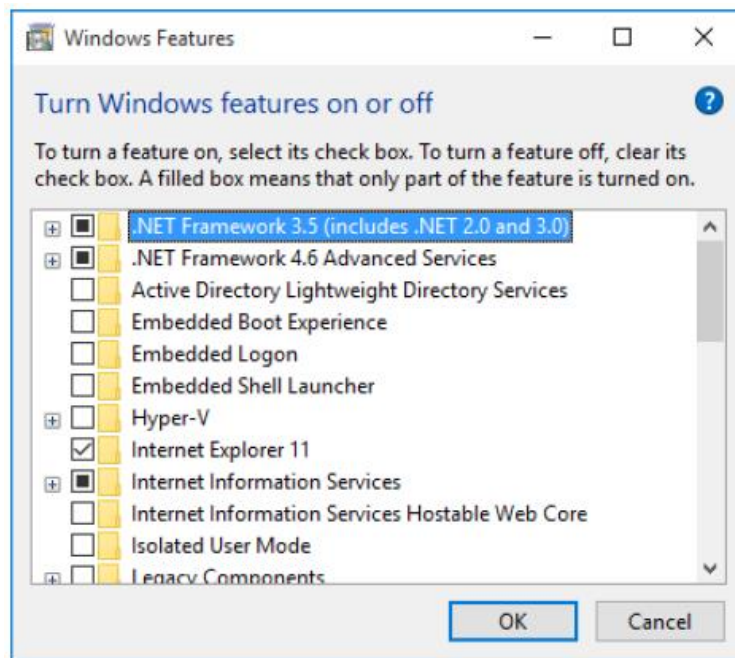 Windows Features
Turn Windows features on or off
?
To turn a feature on, select its check box. To turn a feature off, clear its
check box. A filled box means that only part of the feature is turned on.
.NET Framework 3.5 (includes .NET 2.0 and 3.0)
.NET Framework 4.6 Advanced Services
Active Directory Lightweight Directory Services
Embedded Boot Experience
Embedded Logon
Embedded Shell Launcher
Hyper-V
Internet Explorer 11
Internet Information Services
Internet Information Services Hostable Web Core
Isolated User Mode
Legacy Components
OK
Cancel